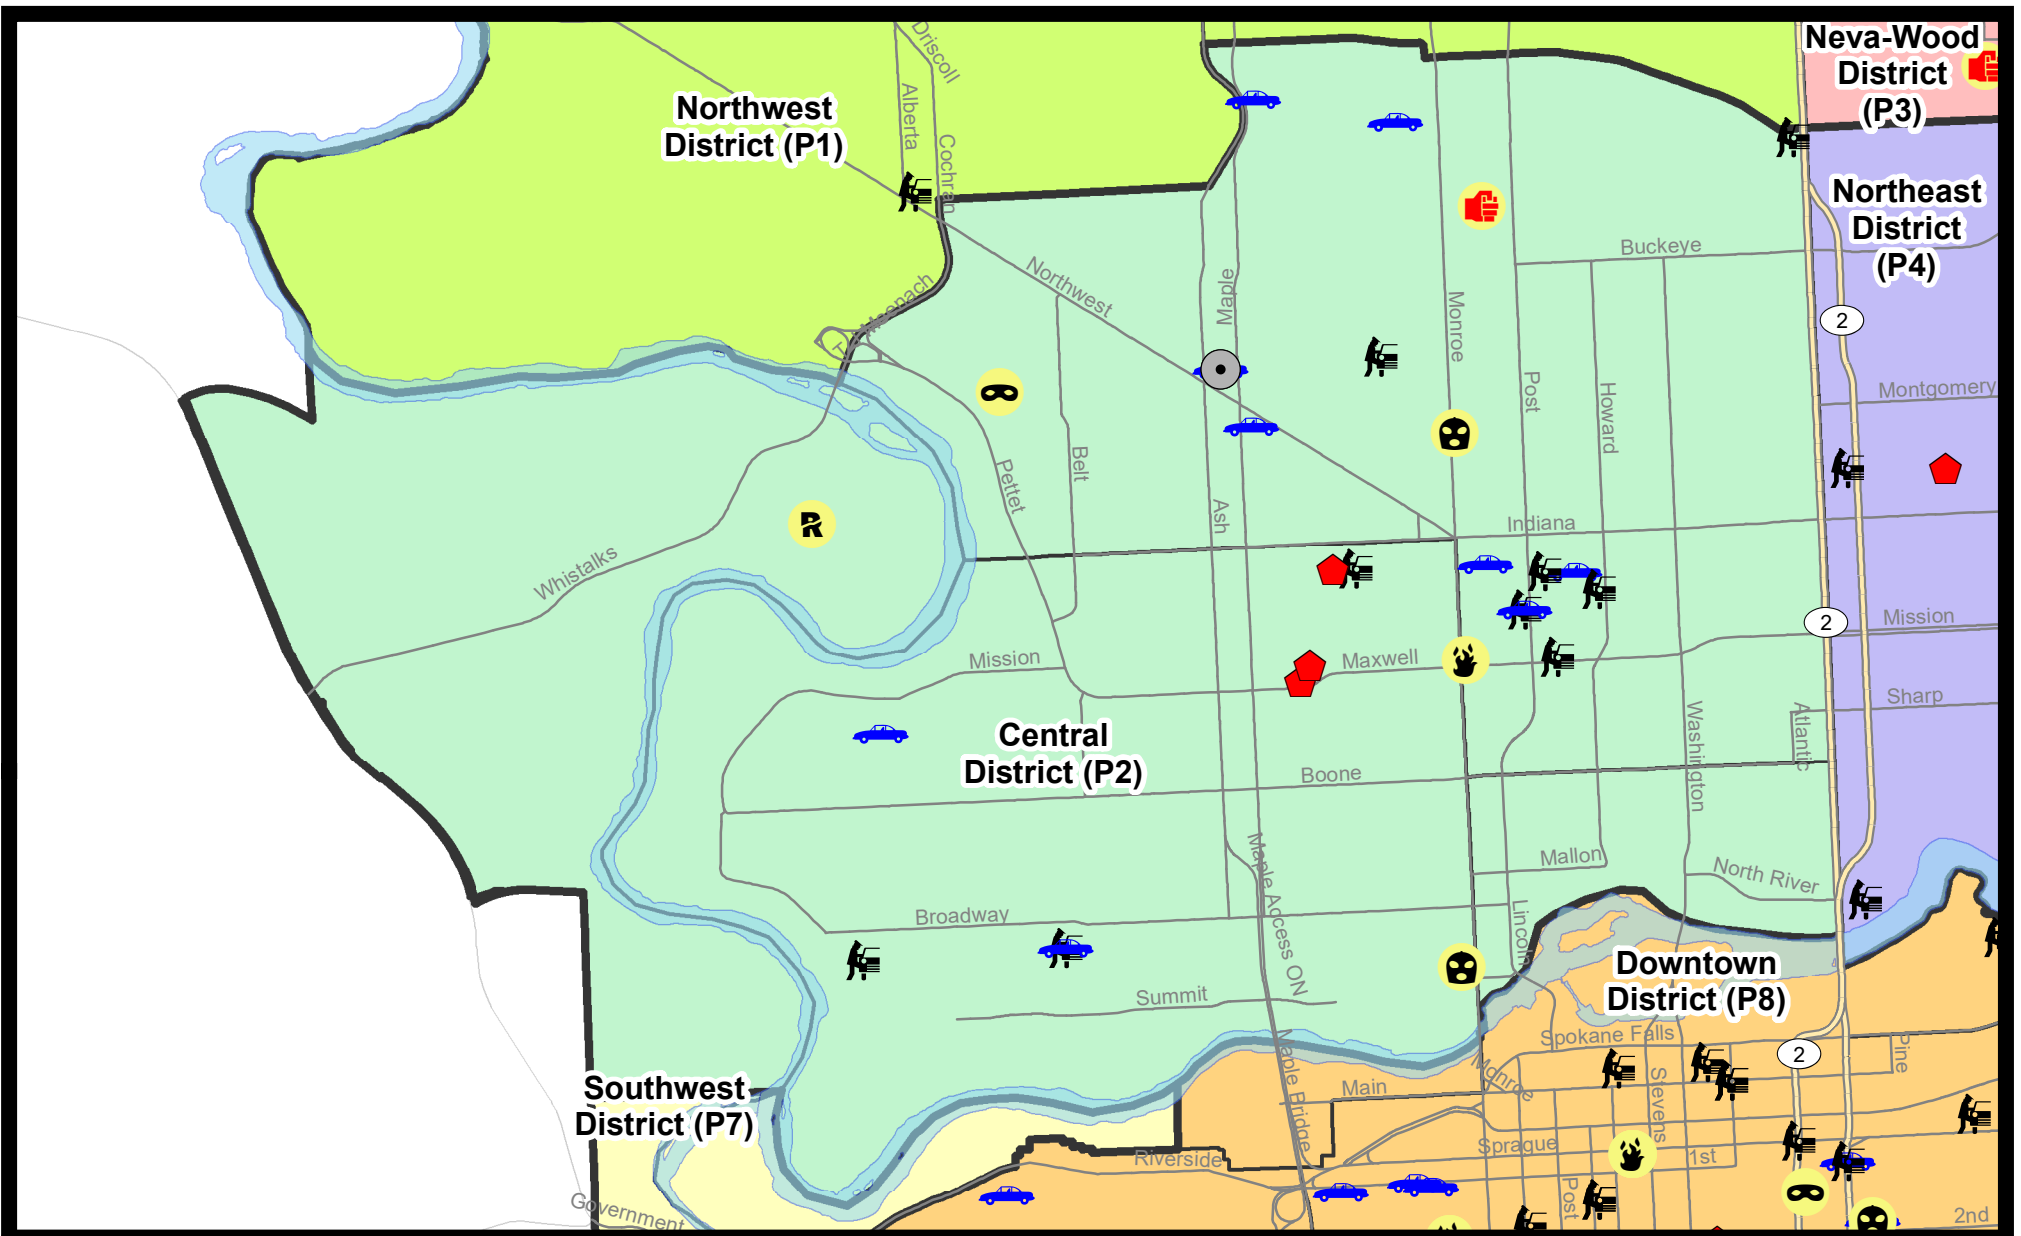 Neva-Wood
District
(P3)
Driscoll
Northwest
District (P1)
Alberta
Cochran
Northeast
District
(P4)
Buckeye
Northwest
Maple
Monroe
2
Post
Howard
Montgomery
Belt
Pettet
Ash
Indiana
Whistalks
2
Mission
Mission
Maxwell
Sharp
Atlantic
Washington
Central
District (P2)
Boone
Mallon
North River
Maple Access ON
Broadway
Lincoln
Downtown
District (P8)
Summit
Spokane Falls
2
Pine
Southwest
District (P7)
Maple Bridge
Main
Monroe
Stevens
Sprague
1st
Riverside
Post
Government
2nd